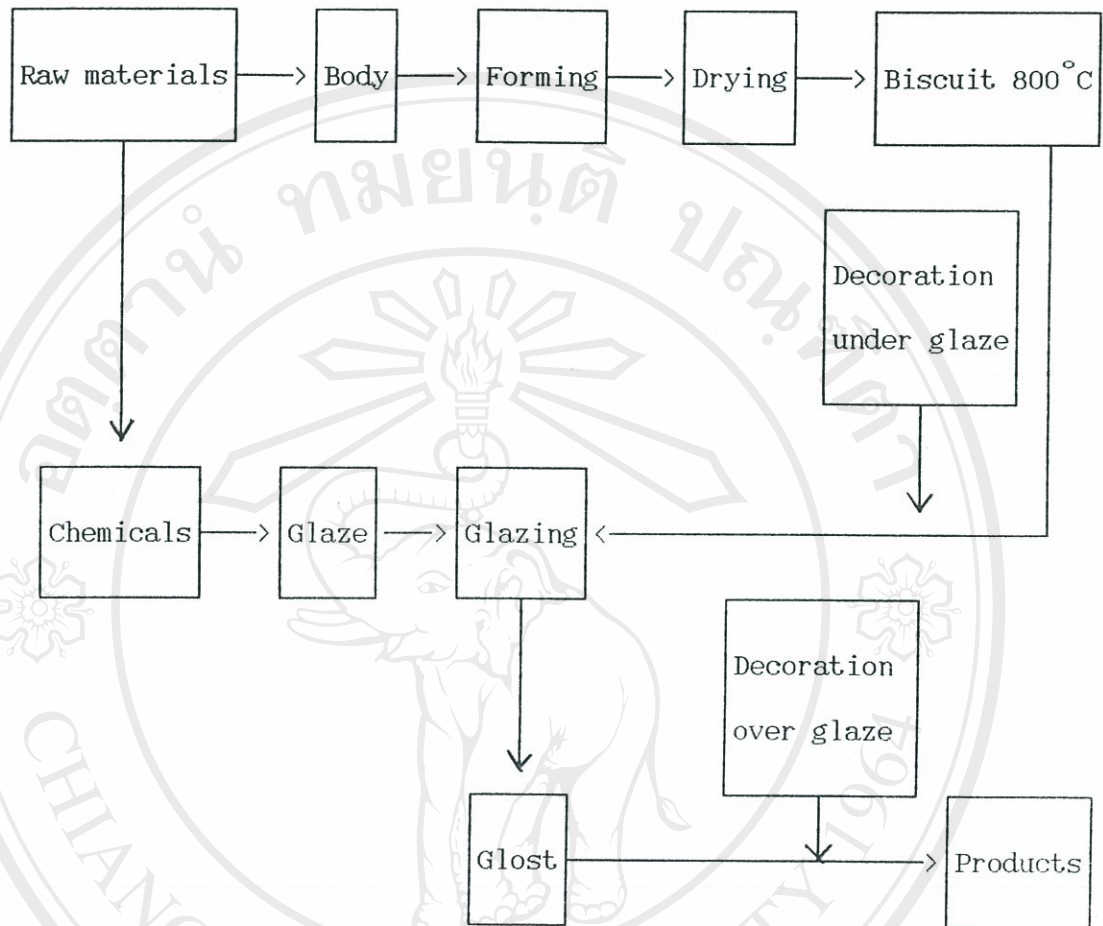 Raw materials
Body
Forming
Drying
Biscuit 800°C
Decoration
under glaze
Chemicals
Glaze
Glazing
Decoration
over glaze
Glost
Products